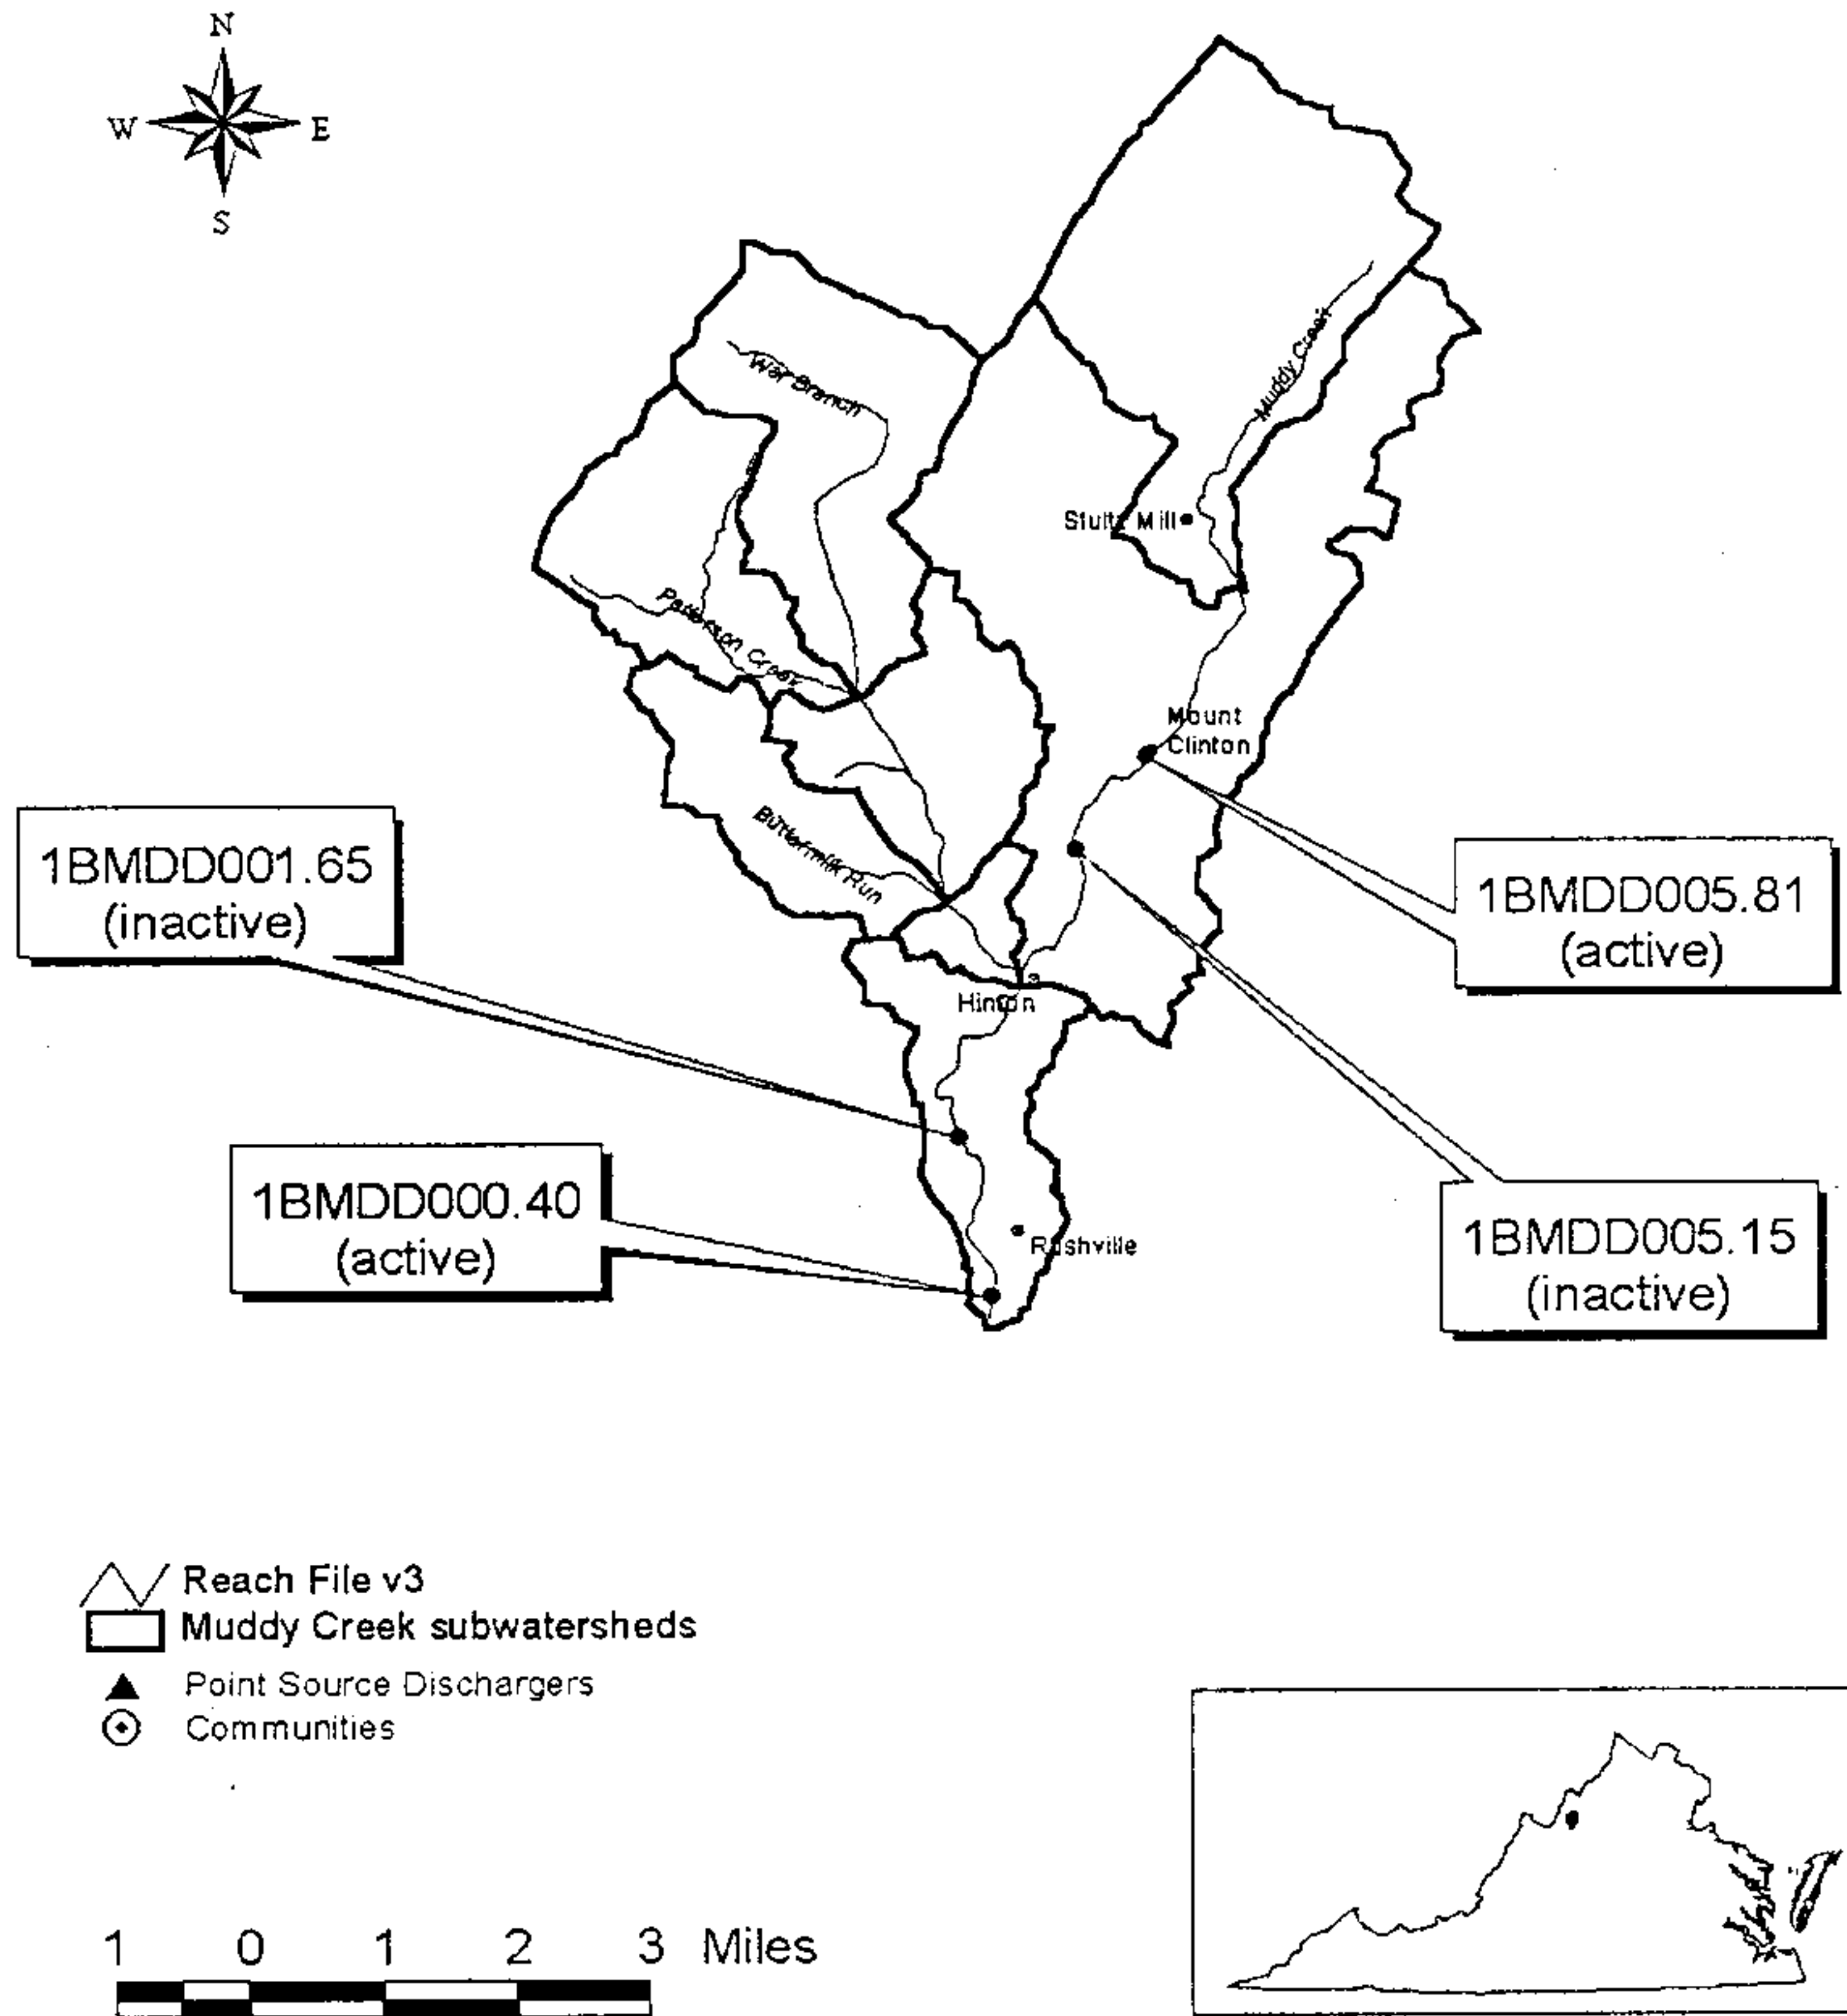 N
W E
S
War Branch
Muddy Creek
Mill
Creek
Mount
Clinton
Buttermilk Run
1BMDD001.65
(inactive)
1BMDD005.81
(active)
Hinton
1BMDD000.40
(active)
Rushville
1BMDD005.15
(inactive)
Reach File v3
Muddy Creek subwatersheds
Point Source Dischargers
Communities
1 0 1 2 3 Miles